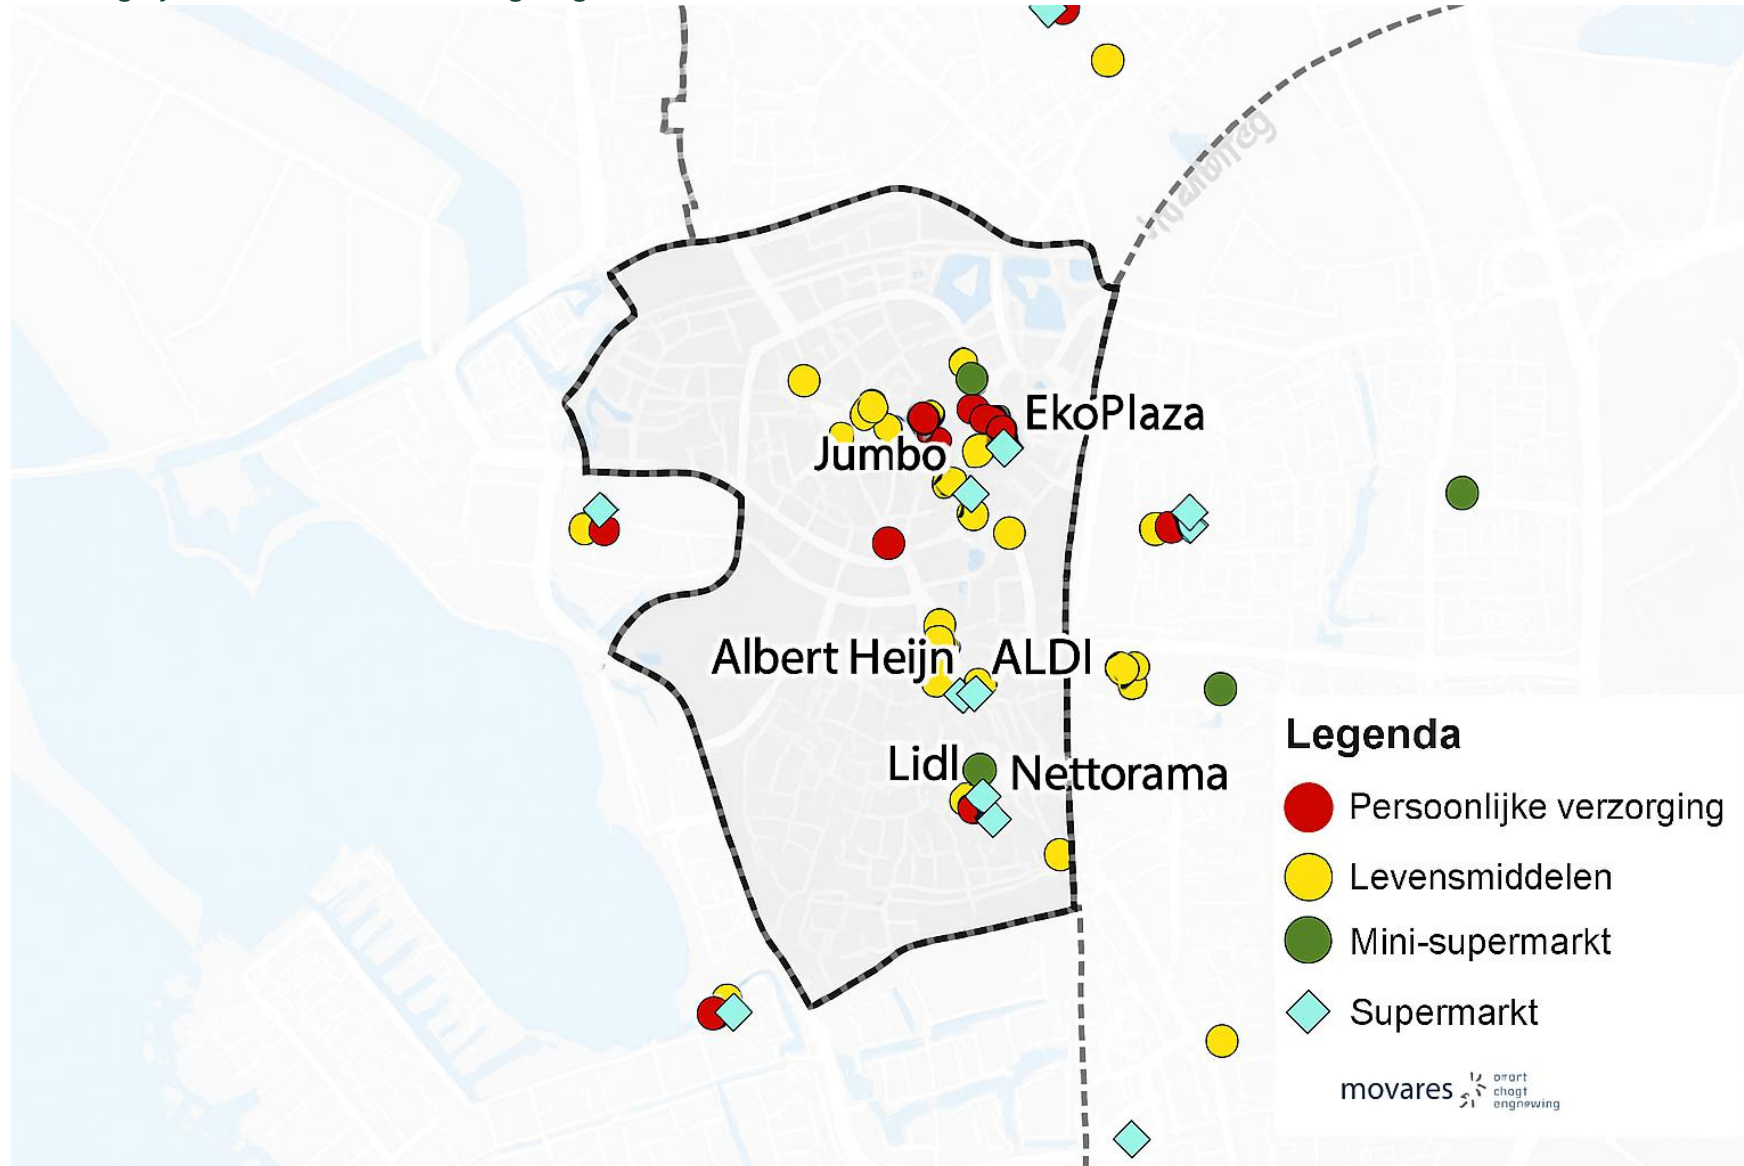 EkoPlaza
Jumbo
Albert Heijn
ALDI
Lidl
Nettorama
Legenda
Persoonlijke verzorging
Levensmiddelen
Mini-supermarkt
Supermarkt
movares